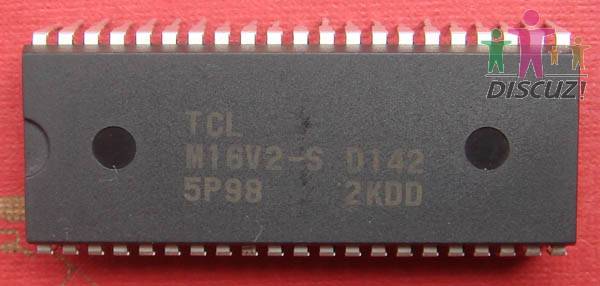 DISCUZ!
TCL
M16V2-S 0142
5P98 2KDD